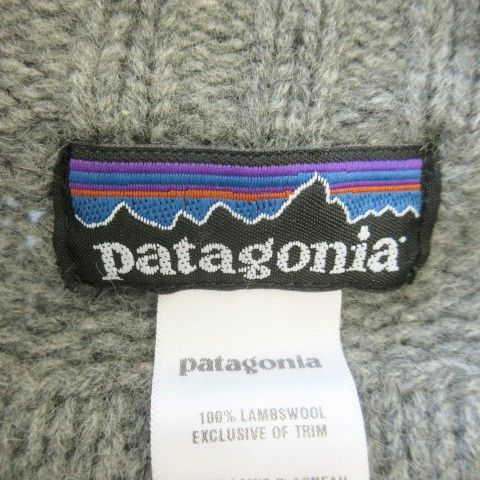 patagonia
patagonia
100% LAMBSWOOL
EXCLUSIVE OF TRIM